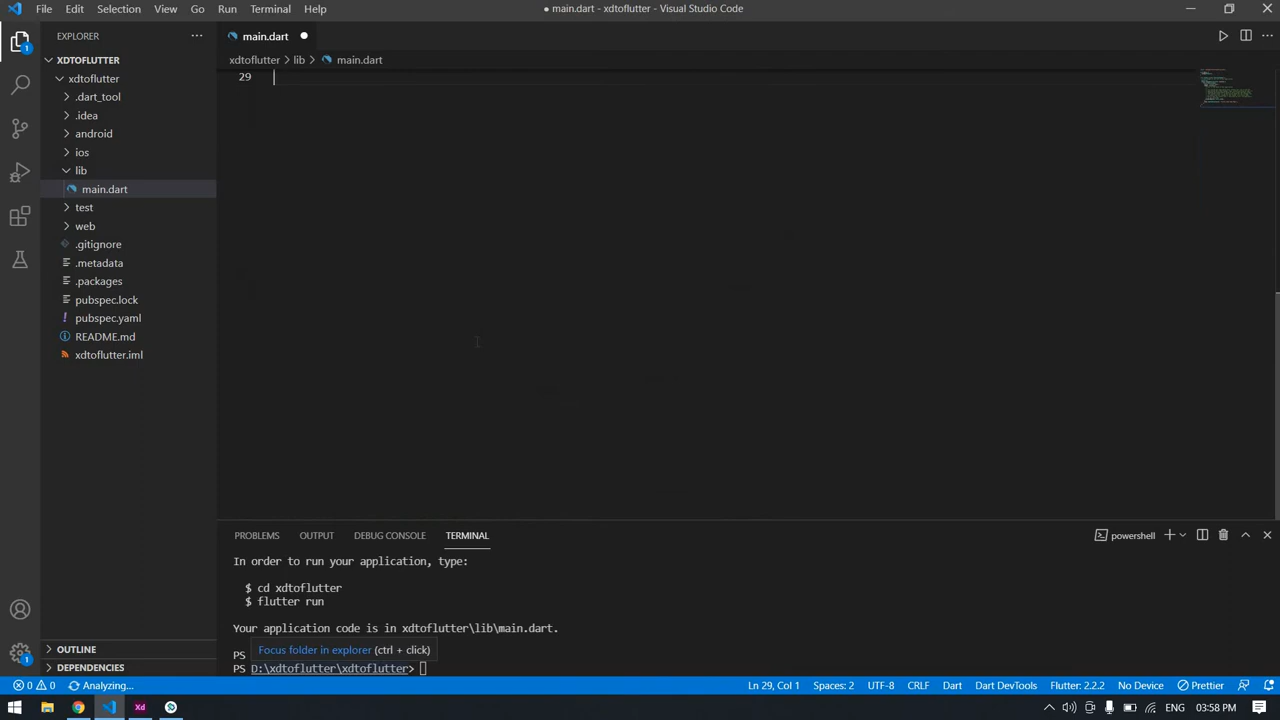 File Edit Selection View Go Run Terminal Help
● main.dart - xdtoflutter - Visual Studio Code
EXPLORER
main.dart
XDTOFLUTTER
xdtoflutter > lib > main.dart
xdtoflutter
.dart_tool
.idea
android
ios
lib
main.dart
test
web
.gitignore
.metadata
.packages
pubspec.lock
pubspec.yaml
README.md
xdtoflutter.iml
OUTLINE
DEPENDENCIES
29
PROBLEMS OUTPUT DEBUG CONSOLE TERMINAL
powershell
In order to run your application, type:
$ cd xdtoflutter
$ flutter run
Your application code is in xdtoflutter\lib\main.dart.
Focus folder in explorer (ctrl + click)
PS
PS D:\xdtoflutter\xdtoflutter>
0 0 Analyzing...
Ln 29, Col 1 Spaces: 2 UTF-8 CRLF Dart Dart DevTools Flutter: 2.2.2 No Device Prettier
1
1
Xd
ENG 03:58 PM